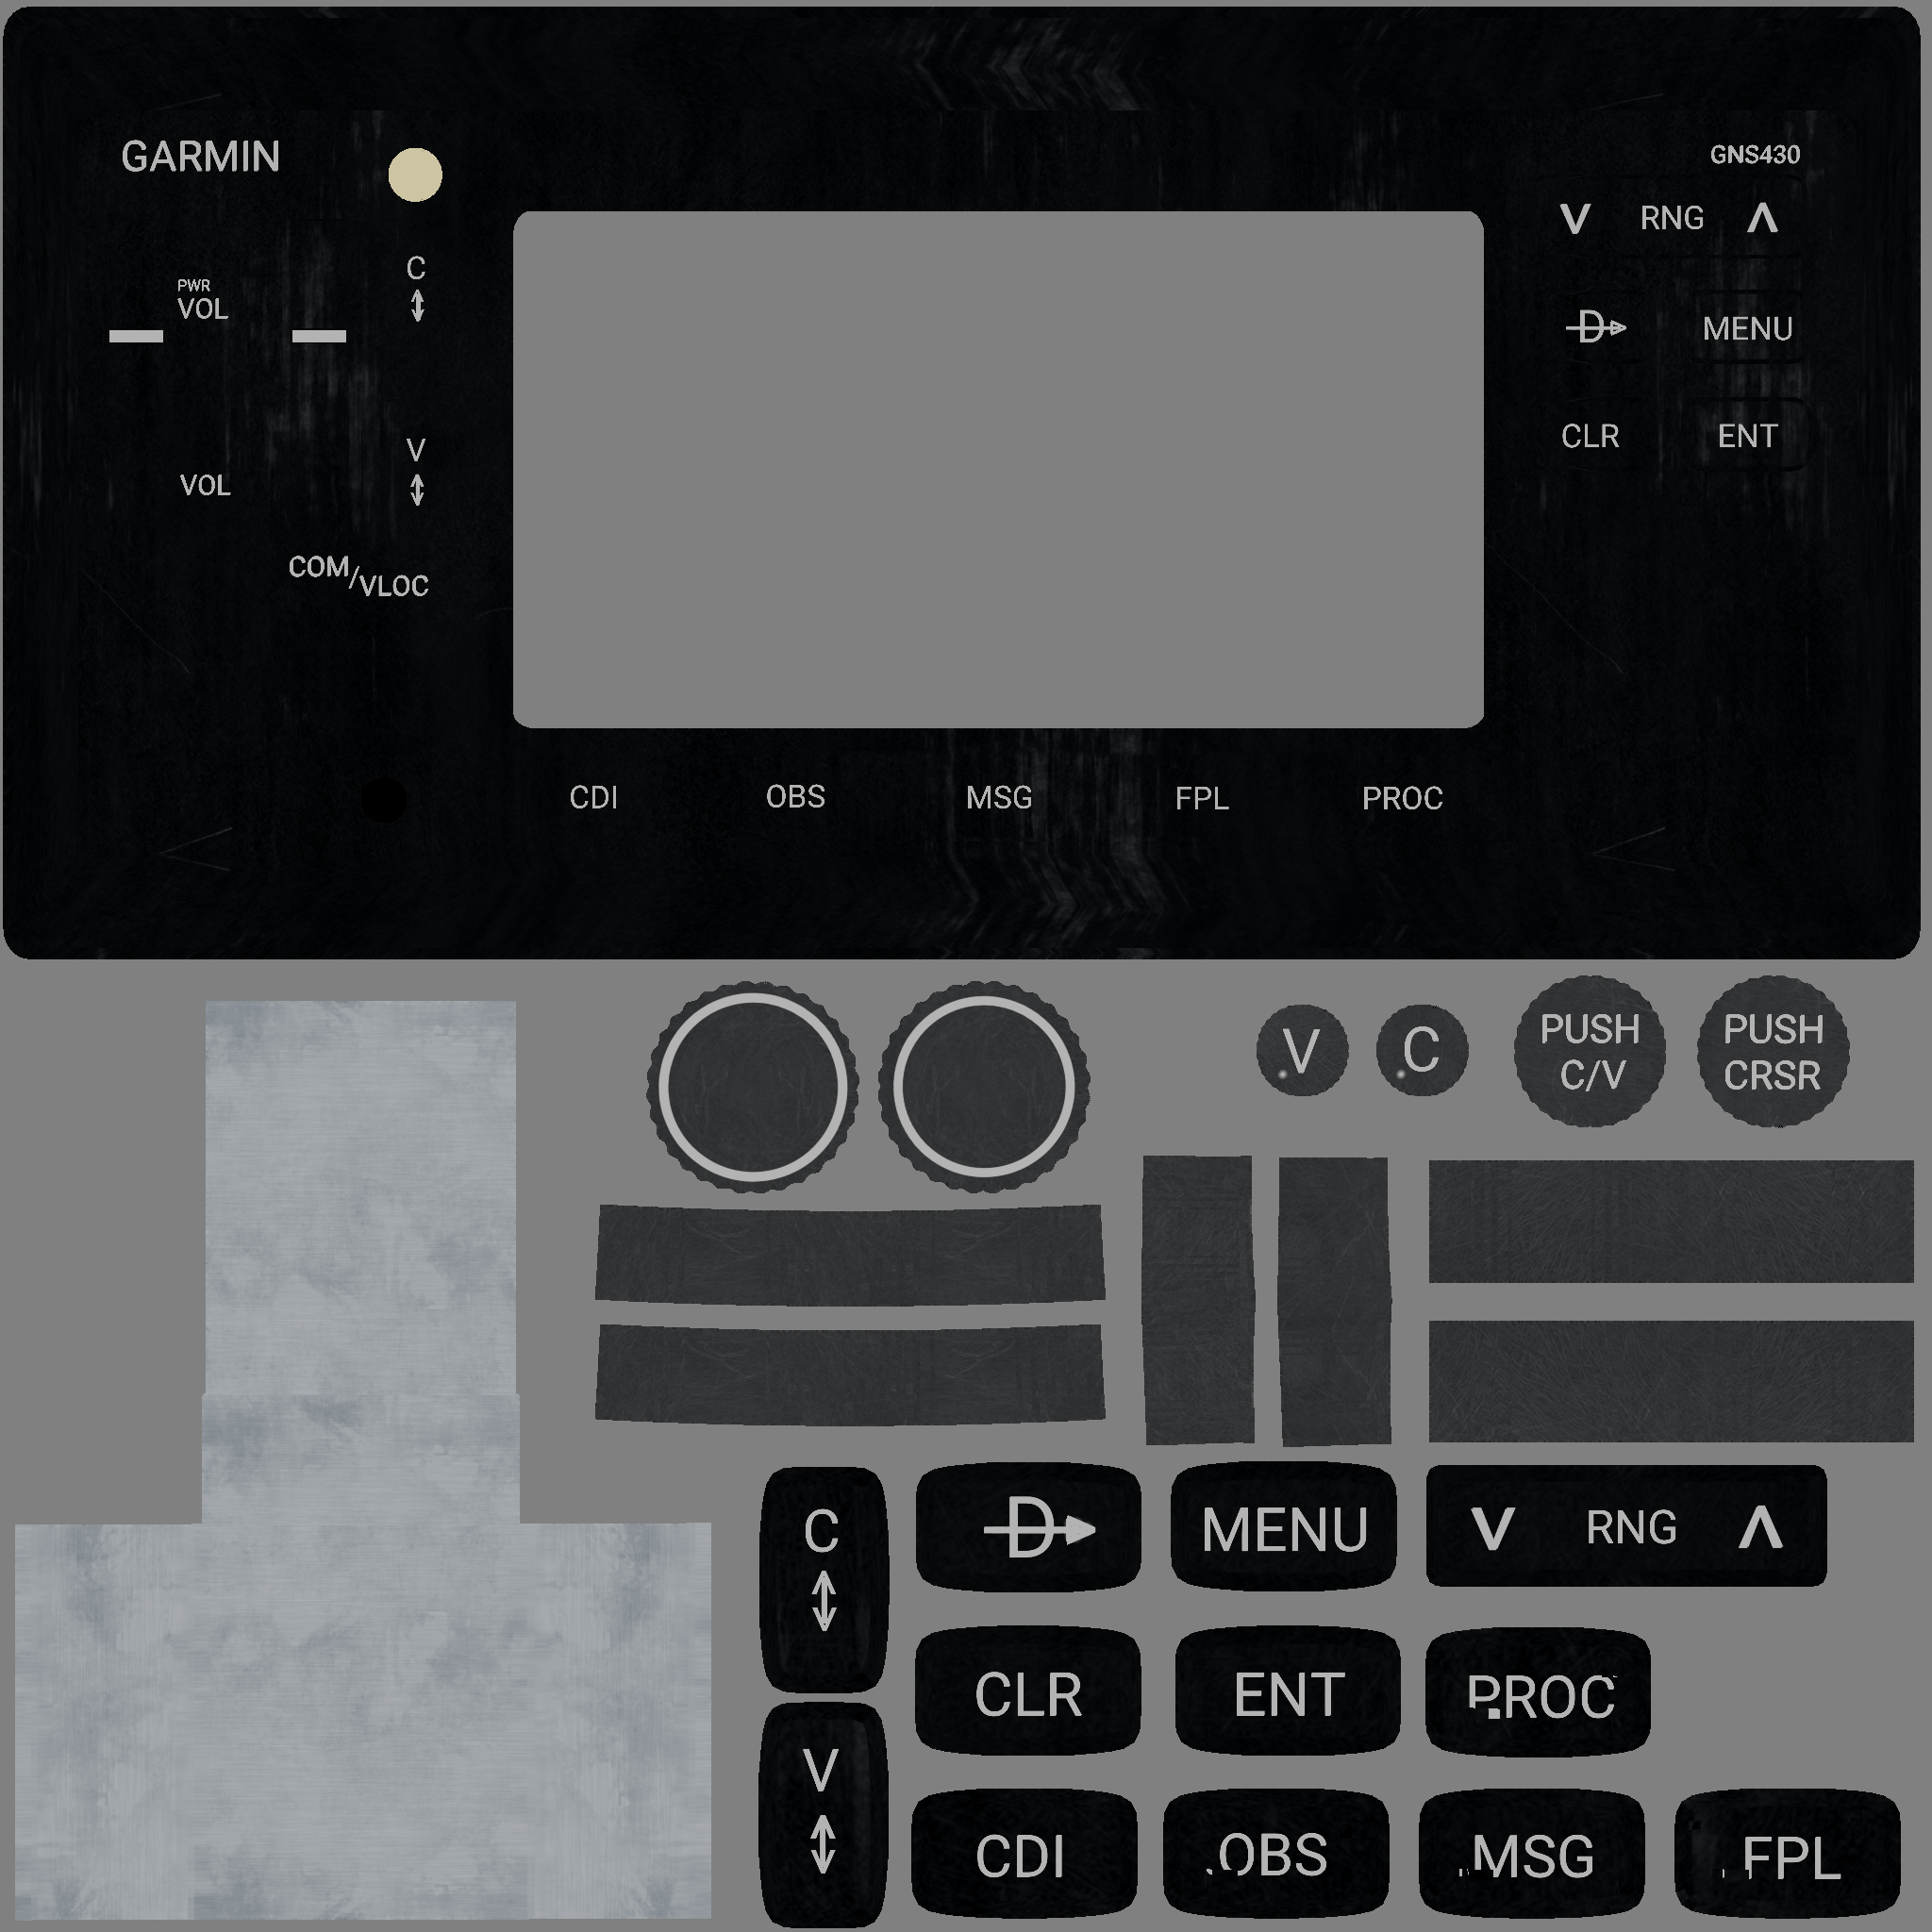 GARMIN
GNS430
V RNG Λ
C
PWR
VOL
D MENU
CLR ENT
V
VOL
COM/VLOC
CDI OBS MSG FPL PROC
V C
PUSH
C/V
PUSH
CRSR
C
D MENU V RNG Λ
CLR ENT PROC
V
CDI OBS MSG FPL